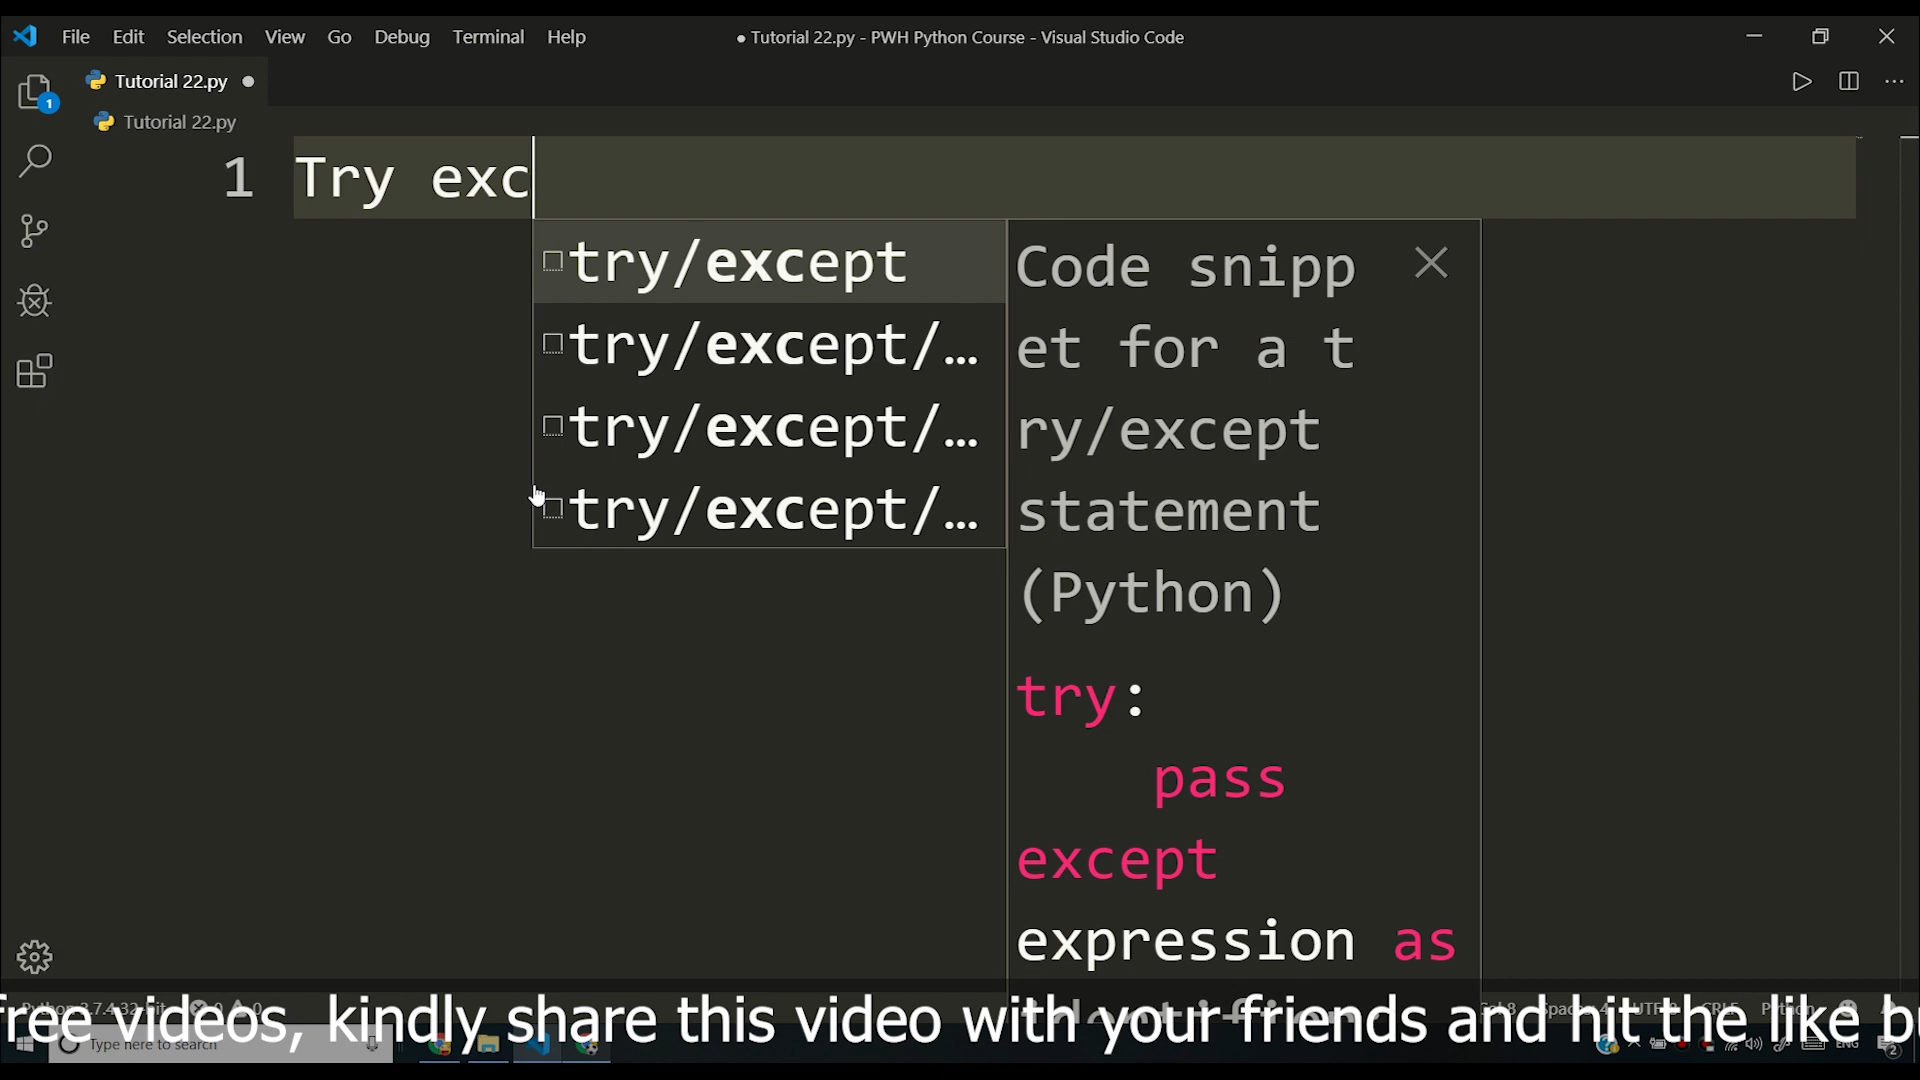 File Edit Selection View Go Debug Terminal Help
● Tutorial 22.py - PWH Python Course - Visual Studio Code
Tutorial 22.py
1
Tutorial 22.py
1 Try exc
try/except
try/except/...
try/except/...
try/except/...
Code snipp
et for a t
ry/except
statement
(Python)
try:
pass
except
expression as
free videos, kindly share this video with your friends and hit the like b
Type here to search
ENG
2